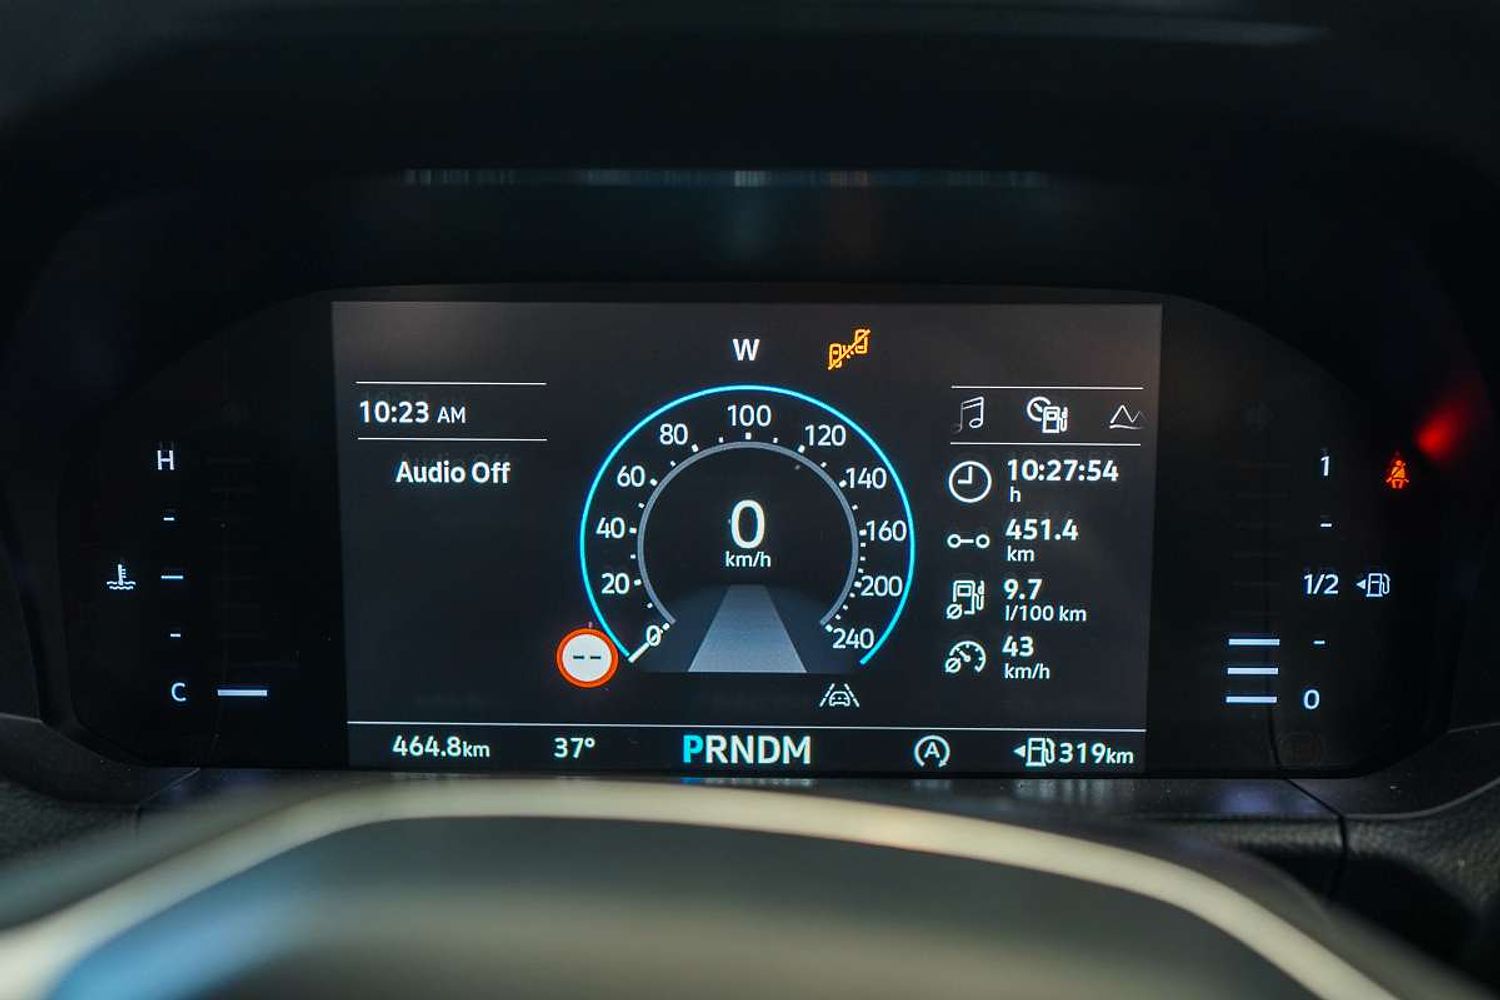 W
10:23 AM
Audio Off
0
20
40
60
80
100
120
140
160
200
240
0
km/h
--
10:27:54
h
451.4
km
9.7
l/100 km
43
km/h
H
C
1
1/2
0
464.8km
37°
PRNDM
A
319km